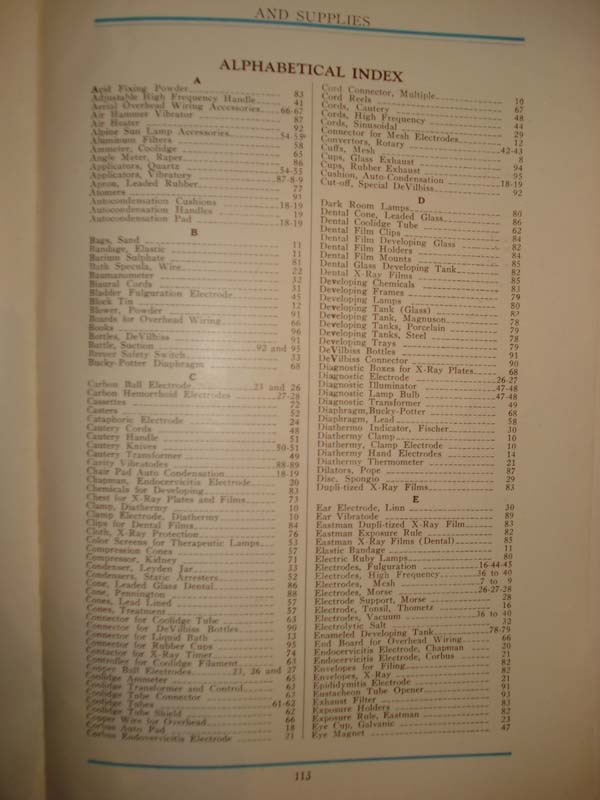 AND SUPPLIES
ALPHABETICAL INDEX
A
Acid Fixing Powder 83
Adjustable High Frequency Handle 41
Aerial Overhead Wiring Accessories 66-67
Air Hammer Vibrator 87
Air Heater 92
Alpine Sun Lamp Accessories 54-55
Aluminum Filters 58
Ammeter, Coolidge 65
Angle Meter, Raper 86
Applicators, Quartz 54-55
Applicators, Vibratory 87-8-9
Apron, Leaded Rubber 77
Atomers 91
Autocondensation Cushions 18-19
Autocondensation Handles 19
Autocondensation Pad 18-19
B
Bags, Sand 11
Bandage, Elastic 11
Barium Sulphate 81
Bath Specula, Wire 22
Baumanometer 32
Biaural Cords 31
Bladder Fulguration Electrode 45
Block Tin 12
Blower, Powder 91
Boards for Overhead Wiring 66
Books 96
Bottles, DeVilbiss 91
Bottle, Suction 92 and 95
Breyer Safety Switch 33
Bucky-Potter Diaphragm 68
C
Carbon Ball Electrode 23 and 26
Carbon Hemorrhoid Electrodes 27-28
Cassettes 72
Casters 52
Cataphoric Electrode 24
Cautery Cords 48
Cautery Handle 51
Cautery Knives 50-51
Cautery Transformer 49
Cavity Vibratodes 88-89
Chair Pad Auto Condensation 18-19
Chapman, Endocervicitis Electrode 20
Chemicals for Developing 83
Chest for X-Ray Plates and Films 73
Clamp, Diathermy 10
Clamp Electrode, Diathermy 10
Clips for Dental Films 84
Cloth, X-Ray Protection 76
Color Screens for Therapeutic Lamps 53
Compression Cones 57
Compressor, Kidney 71
Condenser, Leyden Jar 33
Condensers, Static Arresters 52
Cone, Leaded Glass Dental 86
Cone, Pennington 88
Cones, Lead Lined 57
Cones, Treatment 57
Connector for Coolidge Tube 63
Connector for DeVilbiss Bottles 90
Connector for Liquid Bath 13
Connector for Rubber Cups 95
Contactor for X-Ray Timer 74
Controller for Coolidge Filament 63
Copper Ball Electrodes 23, 26 and 27
Coolidge Ammeter 65
Coolidge Transformer and Control 63
Coolidge Tube Connector 63
Coolidge Tubes 61-62
Coolidge Tube Shield 62
Copper Wire for Overhead 66
Corbus Auto Pad 18
Corbus Endovervicitis Electrode 21
Cord Connector, Multiple 10
Cord Reels 67
Cords, Cautery 48
Cords, High Frequency 44
Cords, Sinusoidal 29
Connector for Mesh Electrodes 12
Convertors, Rotary 42-43
Cuffs, Mesh 8
Cups, Glass Exhaust 94
Cups, Rubber Exhaust 95
Cushion, Auto Condensation 18-19
Cut-off, Special DeVilbiss 92
D
Dark Room Lamps 80
Dental Cone, Leaded Glass 86
Dental Coolidge Tube 62
Dental Film Clips 84
Dental Film Developing Glass 82
Dental Film Holders 84
Dental Film Mounts 85
Dental Glass Developing Tank 82
Dental X-Ray Films 85
Developing Chemicals 83
Developing Frames 79
Developing Lamps 80
Developing Tank (Glass) 82
Developing Tank, Magnuson 78
Developing Tanks, Porcelain 79
Developing Tanks, Steel 78
Developing Trays 79
DeVilbiss Bottles 91
DeVilbiss Connector 90
Diagnostic Boxes for X-Ray Plates 68
Diagnostic Electrode 26-27
Diagnostic Illuminator 47-48
Diagnostic Lamp Bulb 47-48
Diagnostic Transformer 49
Diaphragm, Bucky-Potter 68
Diaphragm, Lead 58
Diathermo Indicator, Fischer 30
Diathermy Clamp 10
Diathermy, Clamp Electrode 10
Diathermy Hand Electrodes 14
Diathermy Thermometer 21
Dilators, Pope 87
Disc, Spongio 29
Dupli-tized X-Ray Films 83
E
Ear Electrode, Linn 30
Ear Vibratode 89
Eastman Dupli-tized X-Ray Film 83
Eastman Exposure Rule 82
Eastman X-Ray Films (Dental) 85
Elastic Bandage 11
Electric Ruby Lamps 80
Electrodes, Fulguration 16-44-45
Electrodes, High Frequency 36 to 40
Electrodes, Mesh 7 to 9
Electrodes, Morse 26-27-28
Electrode Support, Morse 28
Electrode, Tonsil, Thometz 16
Electrodes, Vacuum 36 to 40
Electrolytic Salt 32
Enameled Developing Tank 78-79
End Board for Overhead Wiring 66
Endocervicitis Electrode, Chapman 20
Endocervicitis Electrode, Corbus 21
Envelopes for Filing 82
Envelopes, X-Ray 82
Epididymitis Electrode 21
Eustacheon Tube Opener 91
Exhaust Filter 93
Exposure Holders 83
Exposure Rule, Eastman 82
Eye Cup, Galvanic 23
Eye Magnet 47
113